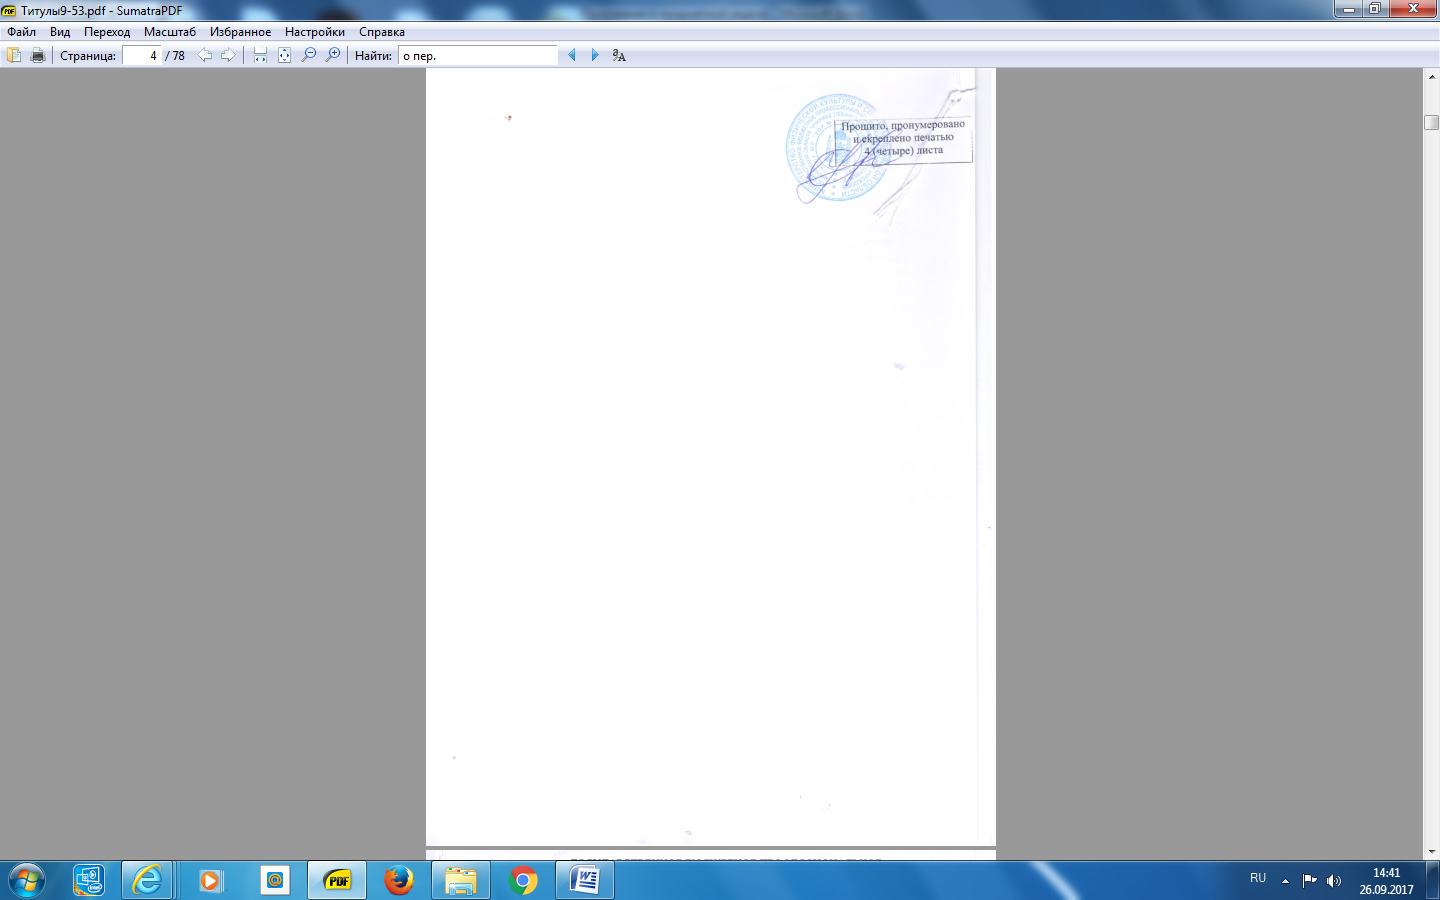 Титулы9-53.pdf - SumatraPDF
Файл Вид Переход Масштаб Избранное Настройки Справка
Страница: 4 / 78 Найти: о пер.
Прошито, пронумеровано
и скреплено печатью
4 (четыре) листа
RU 14:41
26.09.2017